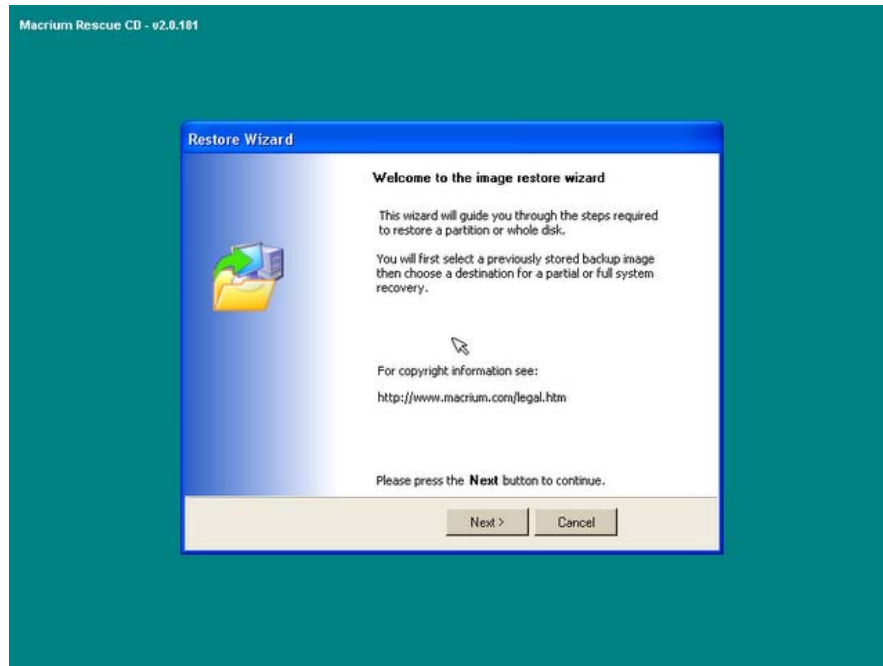 Macrium Rescue CD - v2.0.181
Restore Wizard
Welcome to the image restore wizard
This wizard will guide you through the steps required
to restore a partition or whole disk.
You will first select a previously stored backup image
then choose a destination for a partial or full system
recovery.
For copyright information see:
http://www.macrium.com/legal.htm
Please press the Next button to continue.
Next > Cancel